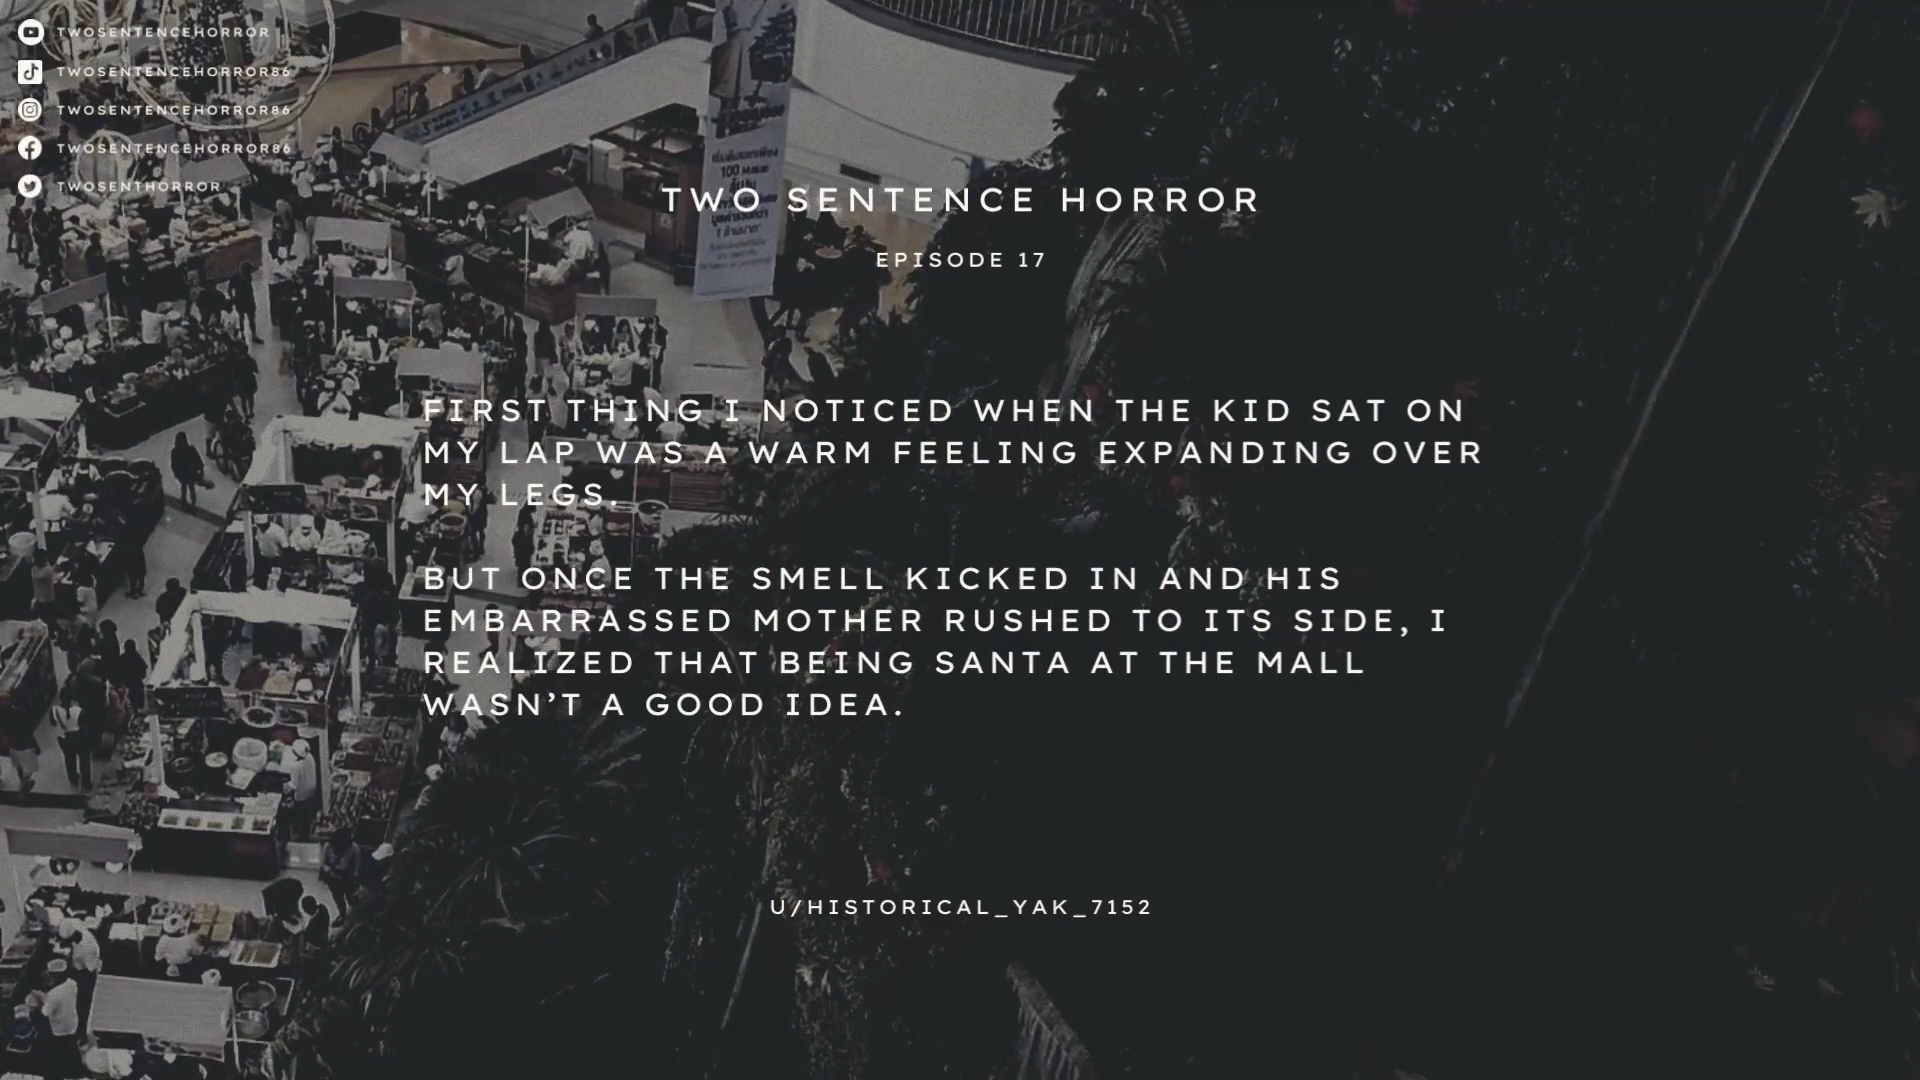 TWOSENTENCEHORROR
TWOSENTENCEHORROR86
TWOSENTENCEHORROR86
TWOSENTENCEHORROR86
TWOSENTHORROR
100
TWO SENTENCE HORROR
EPISODE 17
FIRST THING I NOTICED WHEN THE KID SAT ON
MY LAP WAS A WARM FEELING EXPANDING OVER
MY LEGS.
BUT ONCE THE SMELL KICKED IN AND HIS
EMBARRASSED MOTHER RUSHED TO ITS SIDE, I
REALIZED THAT BEING SANTA AT THE MALL
WASN'T A GOOD IDEA.
U/HISTORICAL_YAK_7152